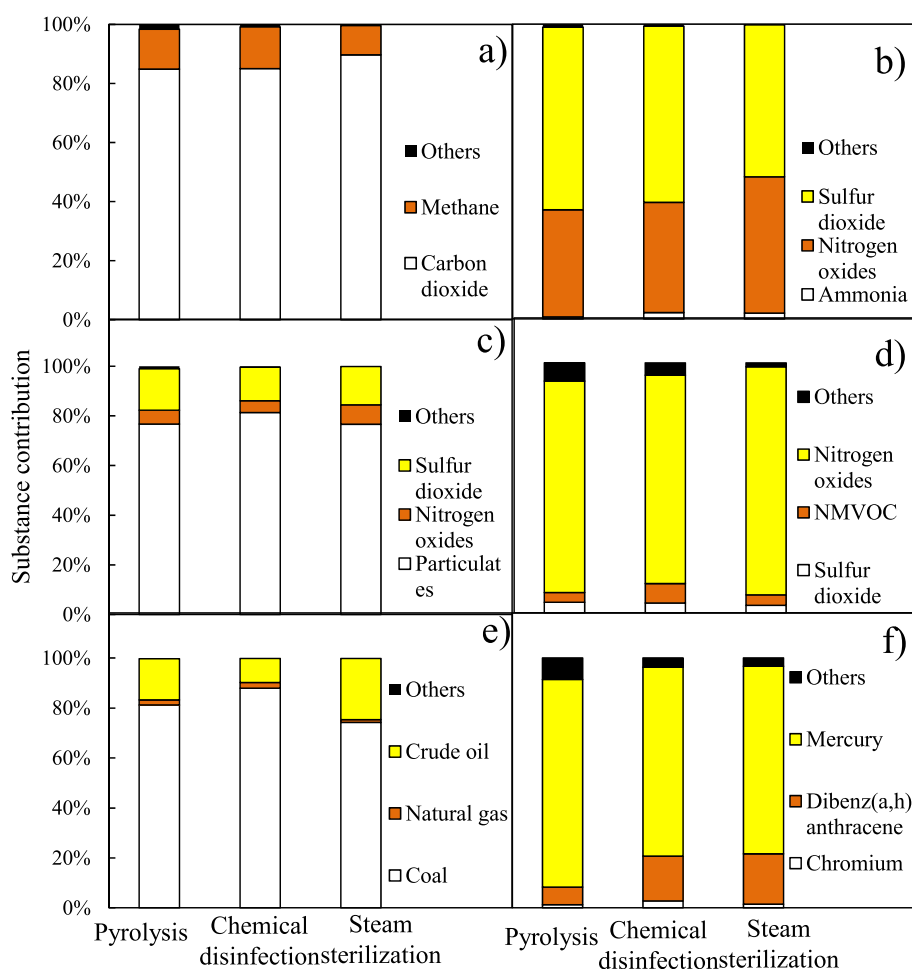 Substance contribution
100%
80%
60%
40%
20%
0%
a)
Others
Methane
Carbon
dioxide
b)
Others
Sulfur
dioxide
Nitrogen
oxides
Ammonia
100%
80%
60%
40%
20%
0%
c)
Others
Sulfur
dioxide
Nitrogen
oxides
Particulat
es
d)
Others
Nitrogen
oxides
NMVOC
Sulfur
dioxide
100%
80%
60%
40%
20%
0%
e)
Others
Crude oil
Natural gas
Coal
f)
Others
Mercury
Dibenz(a,h)
anthracene
Chromium
Pyrolysis
Chemical
disinfection
Steam
sterilization
Pyrolysis
Chemical
disinfection
Steam
sterilization